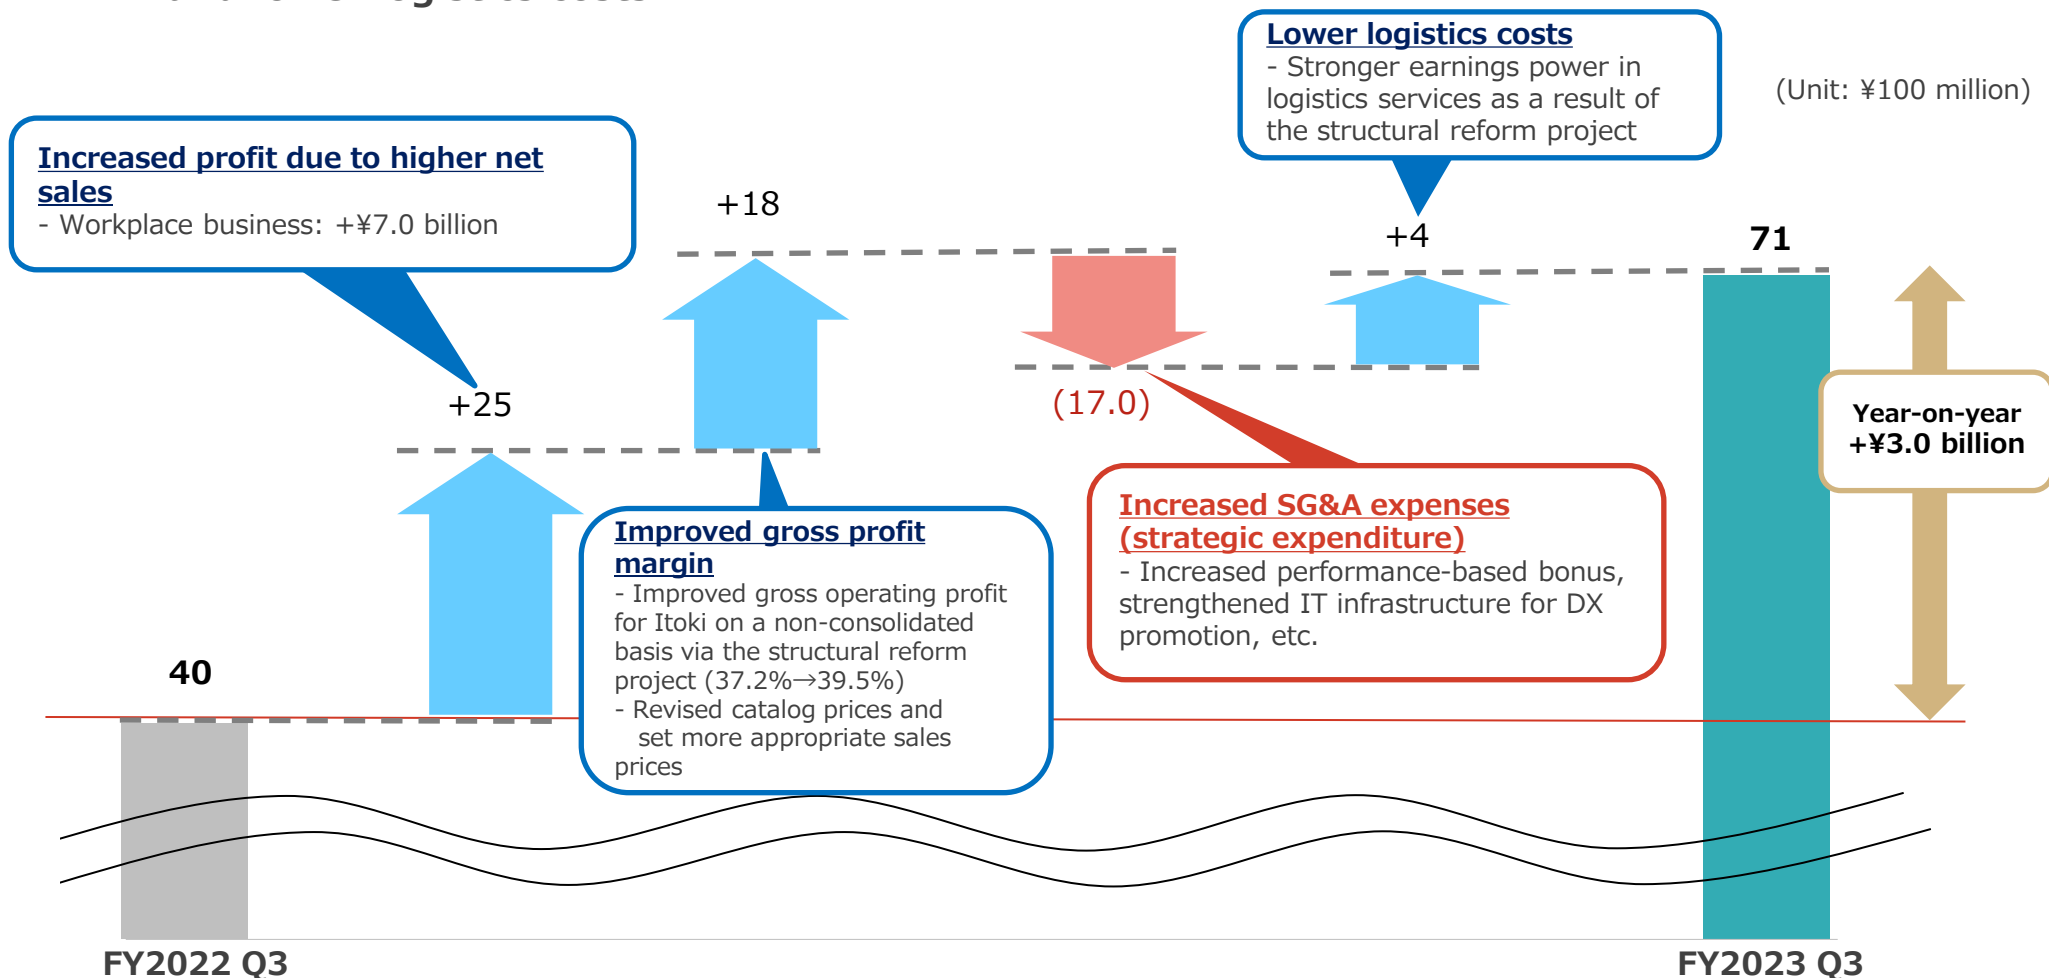 (Unit: ¥100 million)
Increased profit due to higher net
sales
- Workplace business: +¥7.0 billion
Lower logistics costs
- Stronger earnings power in
logistics services as a result of
the structural reform project
+18
+4
71
+25
(17.0)
Year-on-year
+¥3.0 billion
Improved gross profit
margin
- Improved gross operating profit
for Itoki on a non-consolidated
basis via the structural reform
project (37.2%→39.5%)
- Revised catalog prices and
set more appropriate sales
prices
Increased SG&A expenses
(strategic expenditure)
- Increased performance-based bonus,
strengthened IT infrastructure for DX
promotion, etc.
40
FY2022 Q3
FY2023 Q3